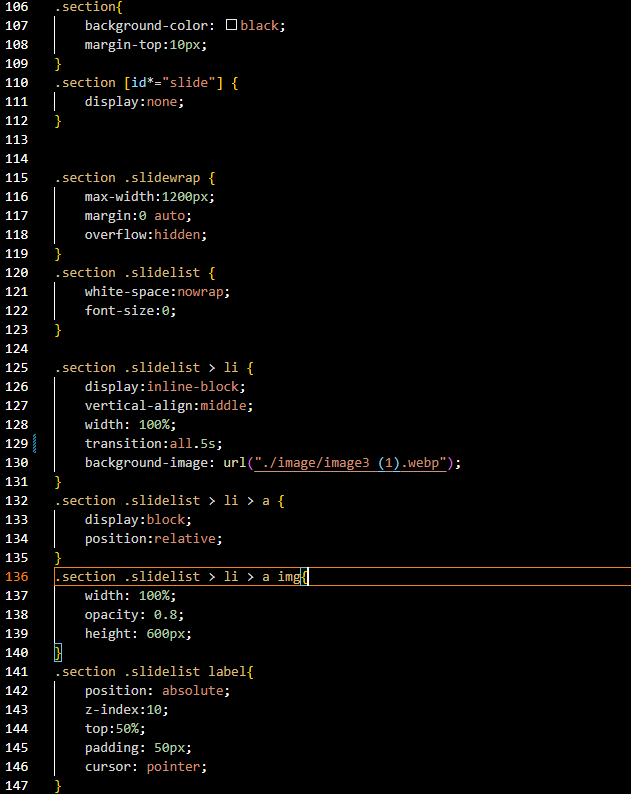 106 .section{
107     background-color: black;
108     margin-top:10px;
109 }
110 .section [id*="slide"] {
111     display:none;
112 }
113
114
115 .section .slidewrap {
116     max-width:1200px;
117     margin:0 auto;
118     overflow:hidden;
119 }
120 .section .slidelist {
121     white-space:nowrap;
122     font-size:0;
123 }
124
125 .section .slidelist > li {
126     display:inline-block;
127     vertical-align:middle;
128     width: 100%;
129     transition:all.5s;
130     background-image: url("./image/image3 (1).webp");
131 }
132 .section .slidelist > li > a {
133     display:block;
134     position:relative;
135 }
136 .section .slidelist > li > a img{
137     width: 100%;
138     opacity: 0.8;
139     height: 600px;
140 }
141 .section .slidelist label{
142     position: absolute;
143     z-index:10;
144     top:50%;
145     padding: 50px;
146     cursor: pointer;
147 }